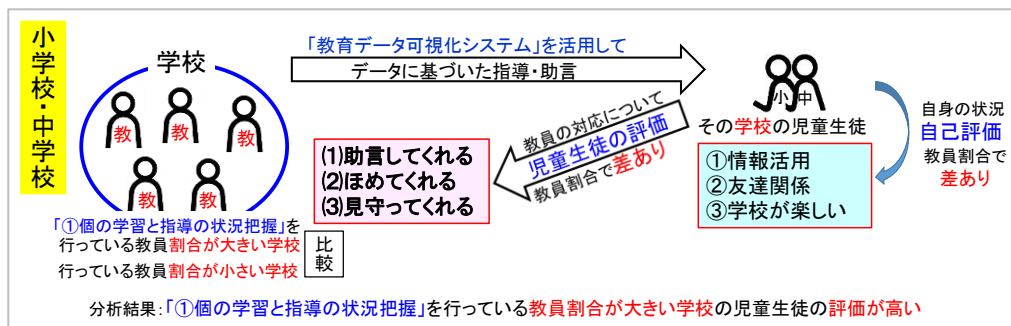 小学校・中学校
学校
教
教
教
教
教
「①個の学習と指導の状況把握」を
行っている教員割合が大きい学校
行っている教員割合が小さい学校
比較
「教育データ可視化システム」を活用して
データに基づいた指導・助言
(1)助言してくれる
(2)ほめてくれる
(3)見守ってくれる
教員の対応について
児童生徒の評価
教員割合で差あり
小 中
その学校の児童生徒
①情報活用
②友達関係
③学校が楽しい
自身の状況
自己評価
教員割合で
差あり
分析結果:「①個の学習と指導の状況把握」を行っている教員割合が大きい学校の児童生徒の評価が高い